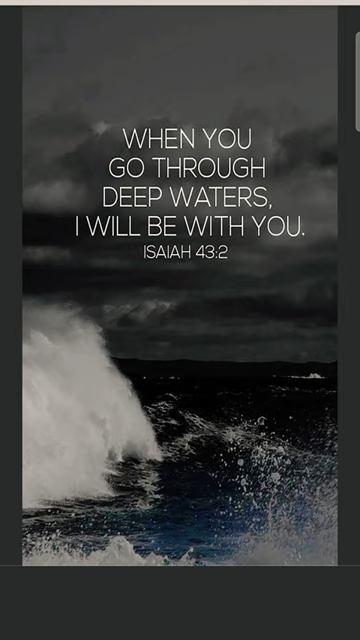 WHEN YOU
GO THROUGH
DEEP WATERS,
I WILL BE WITH YOU.
ISAIAH 43:2